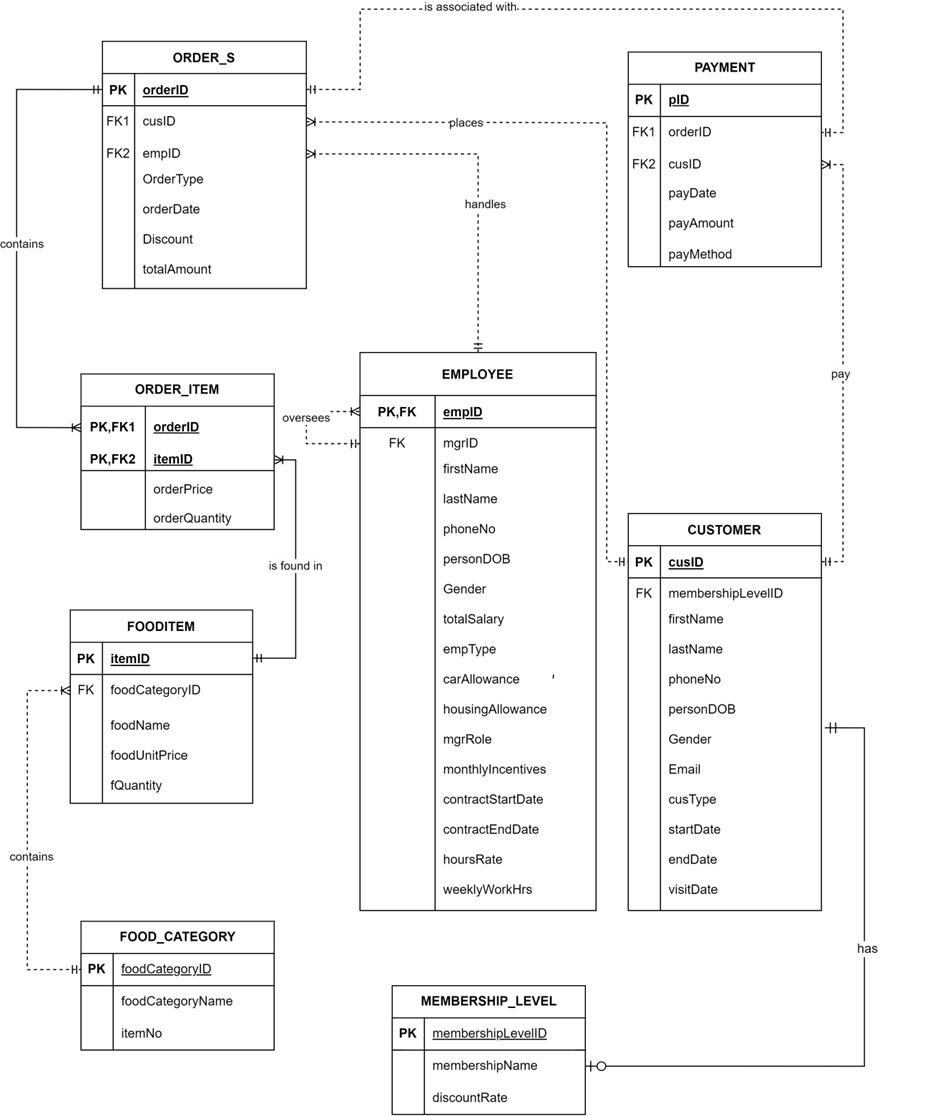 is associated with
ORDER_S
PK orderID
FK1 cusID
FK2 empID
OrderType
orderDate
Discount
totalAmount
PAYMENT
PK pID
FK1 orderID
FK2 cusID
payDate
payAmount
payMethod
places
handles
contains
pay
EMPLOYEE
PK,FK empID
FK mgrID
firstName
lastName
phoneNo
personDOB
Gender
totalSalary
empType
carAllowance '
housingAllowance
mgrRole
monthlyIncentives
contractStartDate
contractEndDate
hoursRate
weeklyWorkHrs
oversees
ORDER_ITEM
PK,FK1 orderID
PK,FK2 itemID
orderPrice
orderQuantity
is found in
CUSTOMER
PK cusID
FK membershipLevelID
firstName
lastName
phoneNo
personDOB
Gender
Email
cusType
startDate
endDate
visitDate
FOODITEM
PK itemID
FK foodCategoryID
foodName
foodUnitPrice
fQuantity
contains
has
FOOD_CATEGORY
PK foodCategoryID
foodCategoryName
itemNo
MEMBERSHIP_LEVEL
PK membershipLevelID
membershipName
discountRate